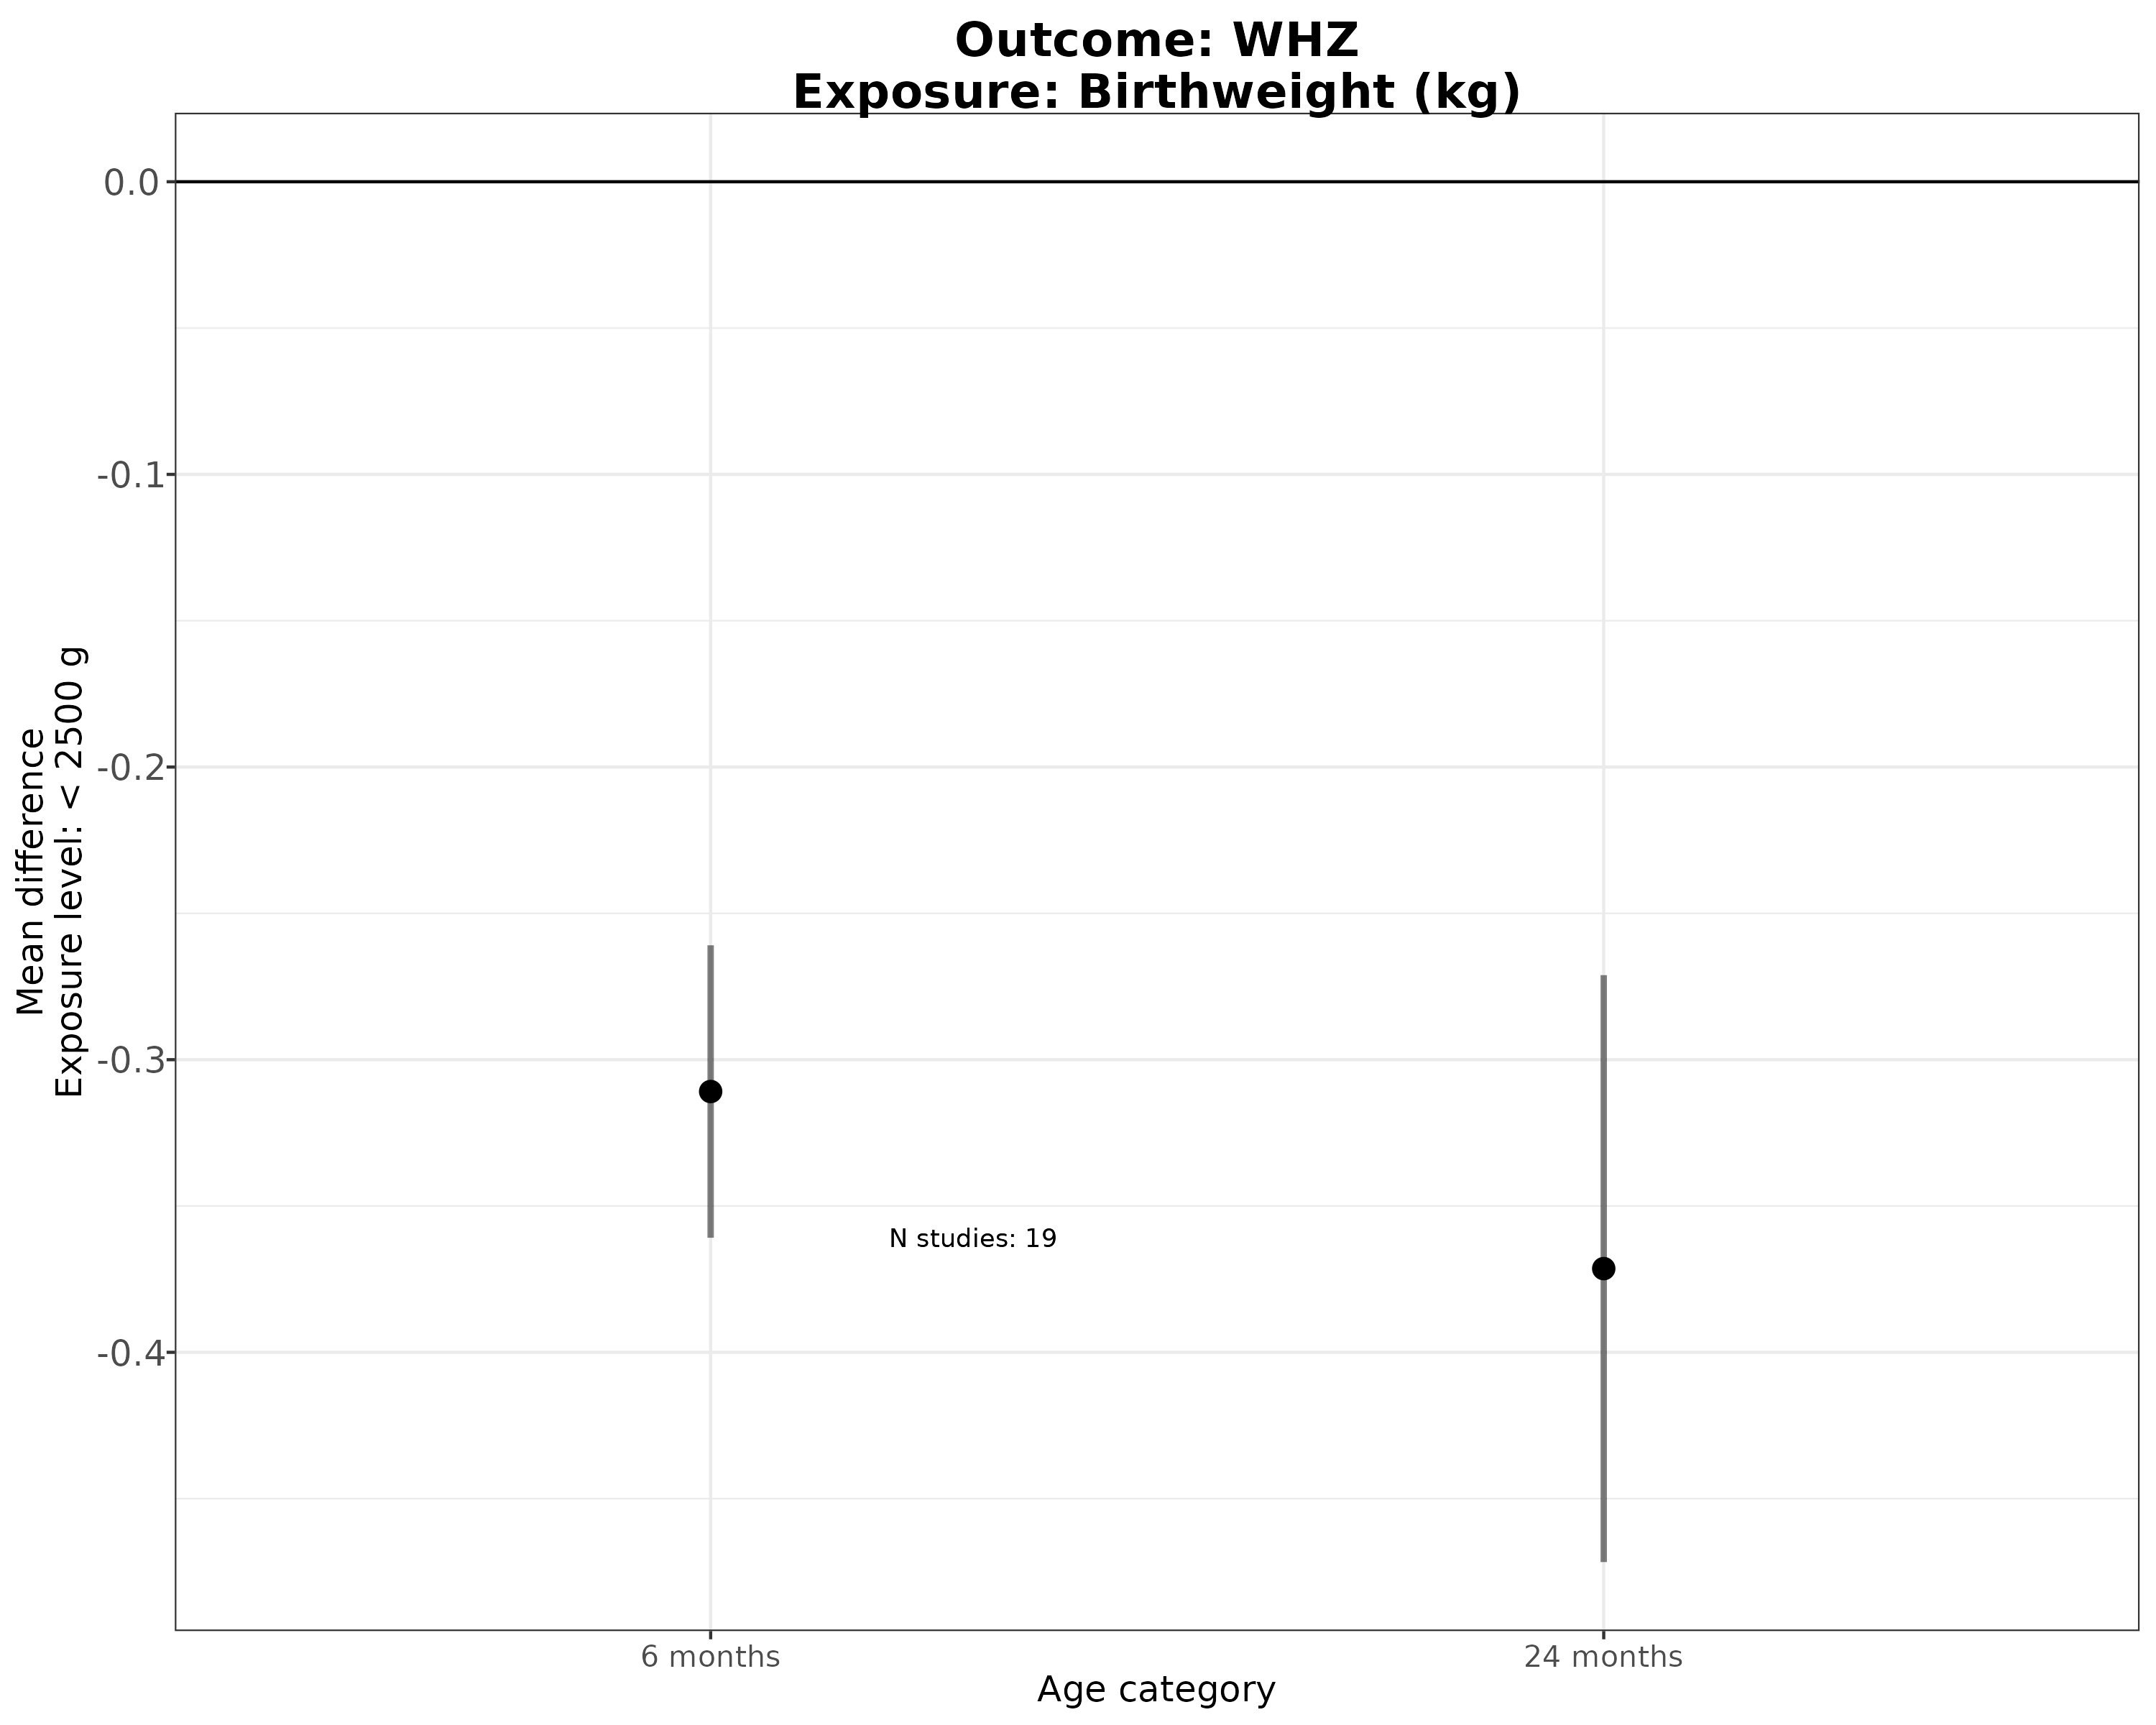 Outcome: WHZ
Exposure: Birthweight (kg)
Mean difference
Exposure level: < 2500 g
0.0
-0.1
-0.2
-0.3
-0.4
N studies: 19
6 months
24 months
Age category